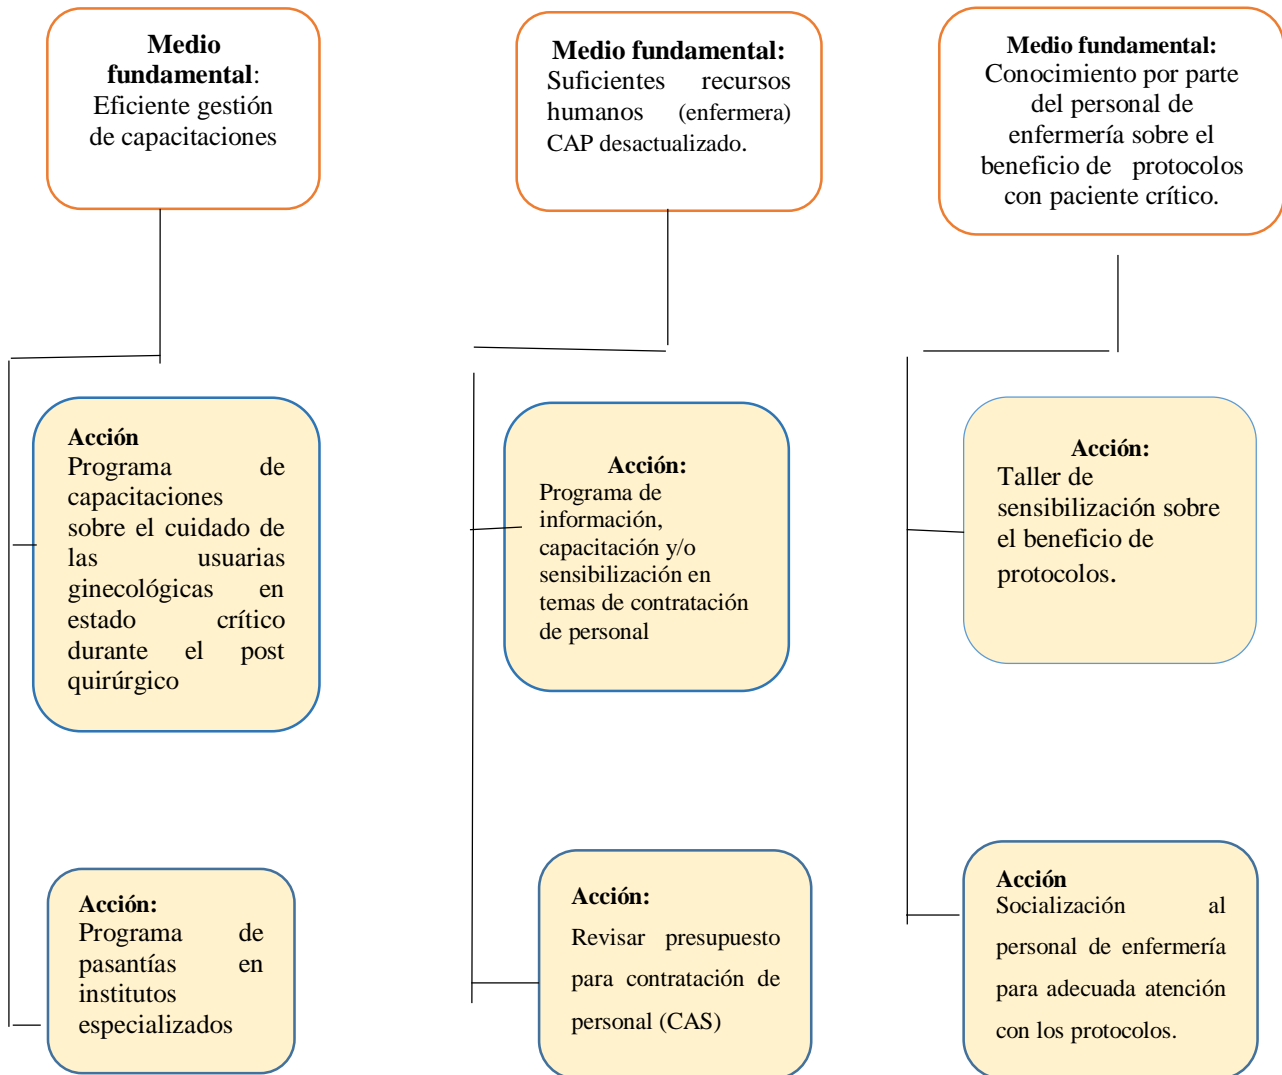 Medio
fundamental:
Eficiente gestión
de capacitaciones
Medio fundamental:
Suficientes recursos
humanos (enfermera)
CAP desactualizado.
Medio fundamental:
Conocimiento por parte
del personal de
enfermería sobre el
beneficio de protocolos
con paciente crítico.
Acción
Programa de
capacitaciones
sobre el cuidado de
las usuarias
ginecológicas en
estado crítico
durante el post
quirúrgico
Acción:
Programa de
información,
capacitación y/o
sensibilización en
temas de contratación
de personal
Acción:
Taller de
sensibilización sobre
el beneficio de
protocolos.
Acción:
Programa de
pasantías en
institutos
especializados
Acción:
Revisar presupuesto
para contratación de
personal (CAS)
Acción
Socialización al
personal de enfermería
para adecuada atención
con los protocolos.